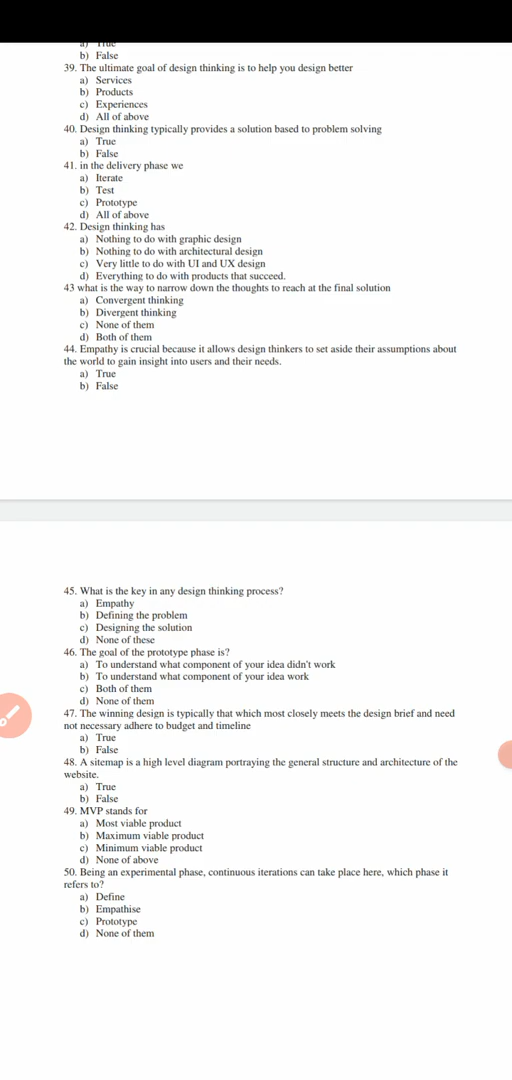 a) True
b) False
39. The ultimate goal of design thinking is to help you design better
a) Services
b) Products
c) Experiences
d) All of above
40. Design thinking typically provides a solution based to problem solving
a) True
b) False
41. in the delivery phase we
a) Iterate
b) Test
c) Prototype
d) All of above
42. Design thinking has
a) Nothing to do with graphic design
b) Nothing to do with architectural design
c) Very little to do with UI and UX design
d) Everything to do with products that succeed.
43 what is the way to narrow down the thoughts to reach at the final solution
a) Convergent thinking
b) Divergent thinking
c) None of them
d) Both of them
44. Empathy is crucial because it allows design thinkers to set aside their assumptions about
the world to gain insight into users and their needs.
a) True
b) False
45. What is the key in any design thinking process?
a) Empathy
b) Defining the problem
c) Designing the solution
d) None of these
46. The goal of the prototype phase is?
a) To understand what component of your idea didn't work
b) To understand what component of your idea work
c) Both of them
d) None of them
47. The winning design is typically that which most closely meets the design brief and need
not necessary adhere to budget and timeline
a) True
b) False
48. A sitemap is a high level diagram portraying the general structure and architecture of the
website.
a) True
b) False
49. MVP stands for
a) Most viable product
b) Maximum viable product
c) Minimum viable product
d) None of above
50. Being an experimental phase, continuous iterations can take place here, which phase it
refers to?
a) Define
b) Empathise
c) Prototype
d) None of them